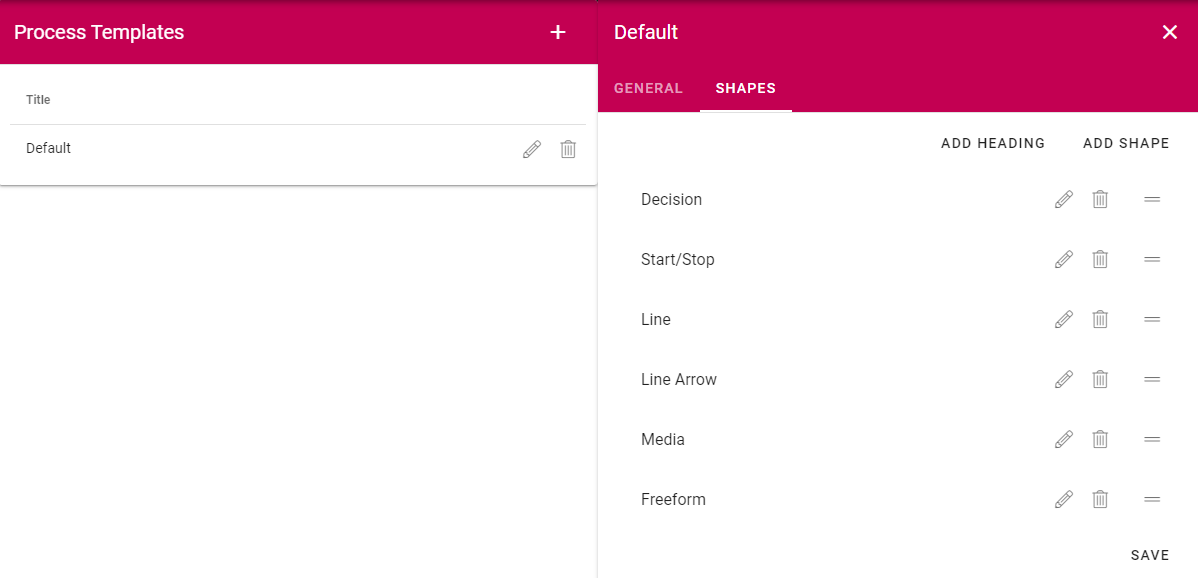 Process Templates
Title
Default
Default
GENERAL SHAPES
ADD HEADING ADD SHAPE
Decision
Start/Stop
Line
Line Arrow
Media
Freeform
SAVE